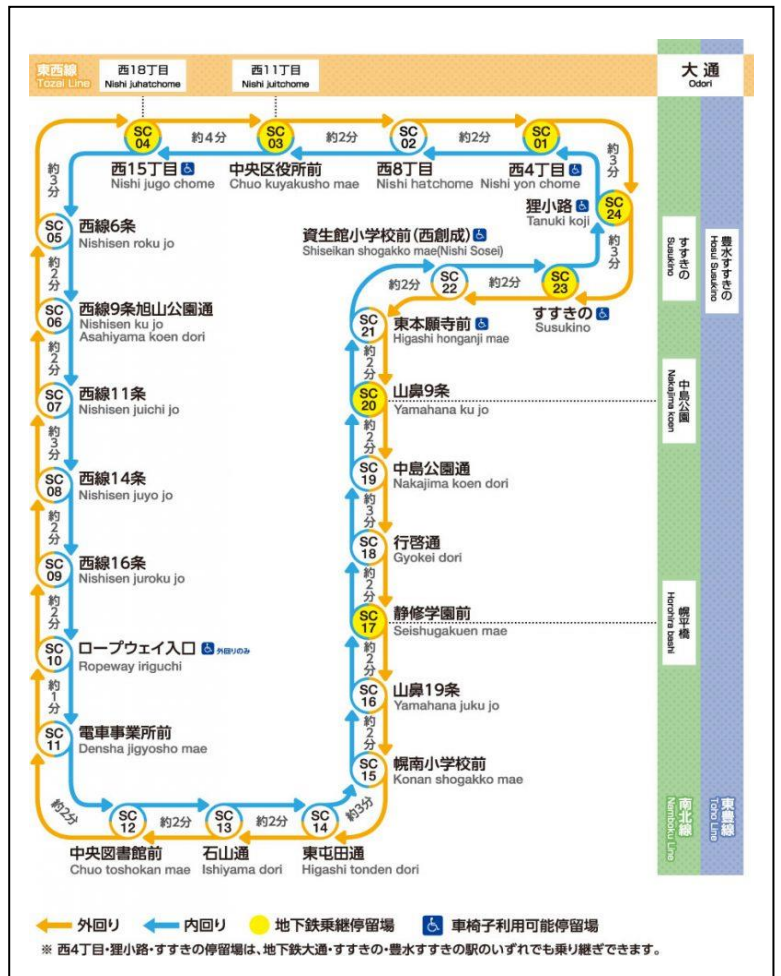 東西線
Tozai Line
西18丁目
Nishi juhatchome
西11丁目
Nishi juitchome
大通
Odori
SC
04
約4分
SC
03
約2分
SC
02
約2分
SC
01
約3分
西15丁目
Nishi jugo chome
中央区役所前
Chuo kuyakusho mae
西8丁目
Nishi hatchome
西4丁目
Nishi yon chome
約3分
狸小路
Tanuki koji
SC
24
SC
05
西線6条
Nishisen roku jo
資生館小学校前(西創成)
Shiseikan shogakko mae(Nishi Sosei)
約3分
すすきの
Susukino
豊水すすきの
Hosui Susukino
約2分
約2分
SC
22
約2分
SC
23
すすきの
Susukino
SC
06
西線9条旭山公園通
Nishisen ku jo
Asahiyama koen dori
SC
21
東本願寺前
Higashi honganji mae
約2分
約2分
SC
07
西線11条
Nishisen juichi jo
SC
20
山鼻9条
Yamahana ku jo
中島公園
Nakajima koen
約3分
約2分
SC
08
西線14条
Nishisen juyo jo
SC
19
中島公園通
Nakajima koen dori
約2分
約3分
SC
09
西線16条
Nishisen juroku jo
SC
18
行啓通
Gyokei dori
約2分
約2分
SC
10
ロープウェイ入口
外回りのみ
Ropeway iriguchi
SC
17
静修学園前
Seishugakuen mae
幌平橋
Horohira bashi
約1分
約2分
SC
11
電車事業所前
Densha jigyosho mae
SC
16
山鼻19条
Yamahana juku jo
約2分
SC
15
幌南小学校前
Konan shogakko mae
約2分
SC
12
約2分
SC
13
約2分
SC
14
約3分
中央図書館前
Chuo toshokan mae
石山通
Ishiyama dori
東屯田通
Higashi tonden dori
南北線
Namboku Line
東豊線
Toho Line
外回り
内回り
地下鉄乗継停留場
車椅子利用可能停留場
※ 西4丁目・狸小路・すすきの停留場は、地下鉄大通・すすきの・豊水すすきの駅のいずれでも乗り継ぎできます。